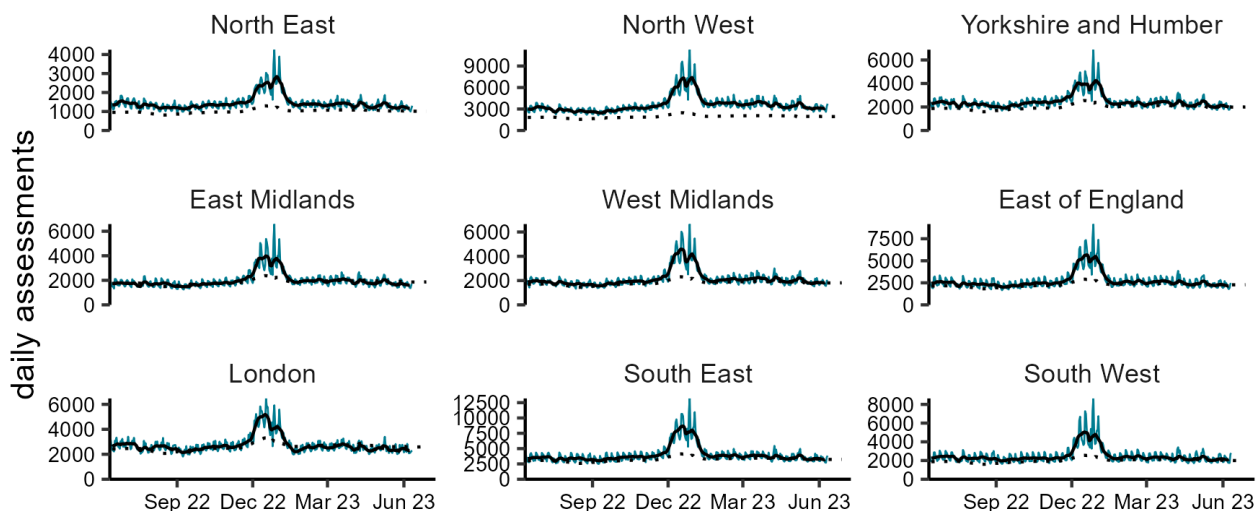 North East North West Yorkshire and Humber
4000 9000 6000
3000 6000 4000
2000 3000 2000
1000 0 0
0
daily assessments
East Midlands West Midlands East of England
6000 6000 7500
4000 4000 5000
2000 2000 2500
0 0 0
London South East South West
6000 12500 8000
4000 10000 6000
2000 7500 4000
0 5000 2000
2500 0
0
Sep 22 Dec 22 Mar 23 Jun 23 Sep 22 Dec 22 Mar 23 Jun 23 Sep 22 Dec 22 Mar 23 Jun 23